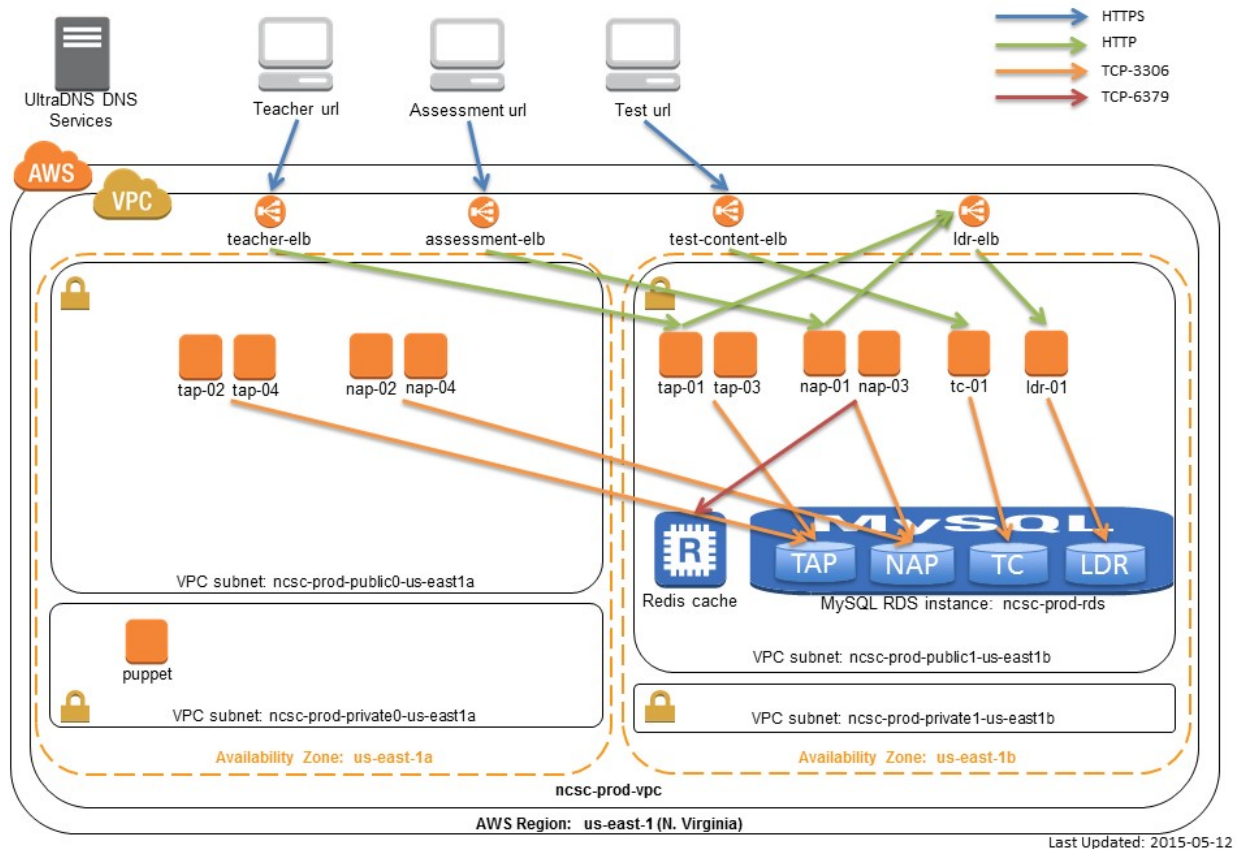 HTTPS
HTTP
TCP-3306
TCP-6379
UltraDNS DNS
Services
Teacher url
Assessment url
Test url
AWS
VPC
teacher-elb
assessment-elb
test-content-elb
ldr-elb
tap-02 tap-04
nap-02 nap-04
tap-01 tap-03
nap-01 nap-03
tc-01
ldr-01
MySQL
R
TAP
NAP
TC
LDR
Redis cache
MySQL RDS instance: ncsc-prod-rds
VPC subnet: ncsc-prod-public0-us-east1a
VPC subnet: ncsc-prod-public1-us-east1b
puppet
VPC subnet: ncsc-prod-private0-us-east1a
VPC subnet: ncsc-prod-private1-us-east1b
Availability Zone: us-east-1a
Availability Zone: us-east-1b
ncsc-prod-vpc
AWS Region: us-east-1 (N. Virginia)
Last Updated: 2015-05-12